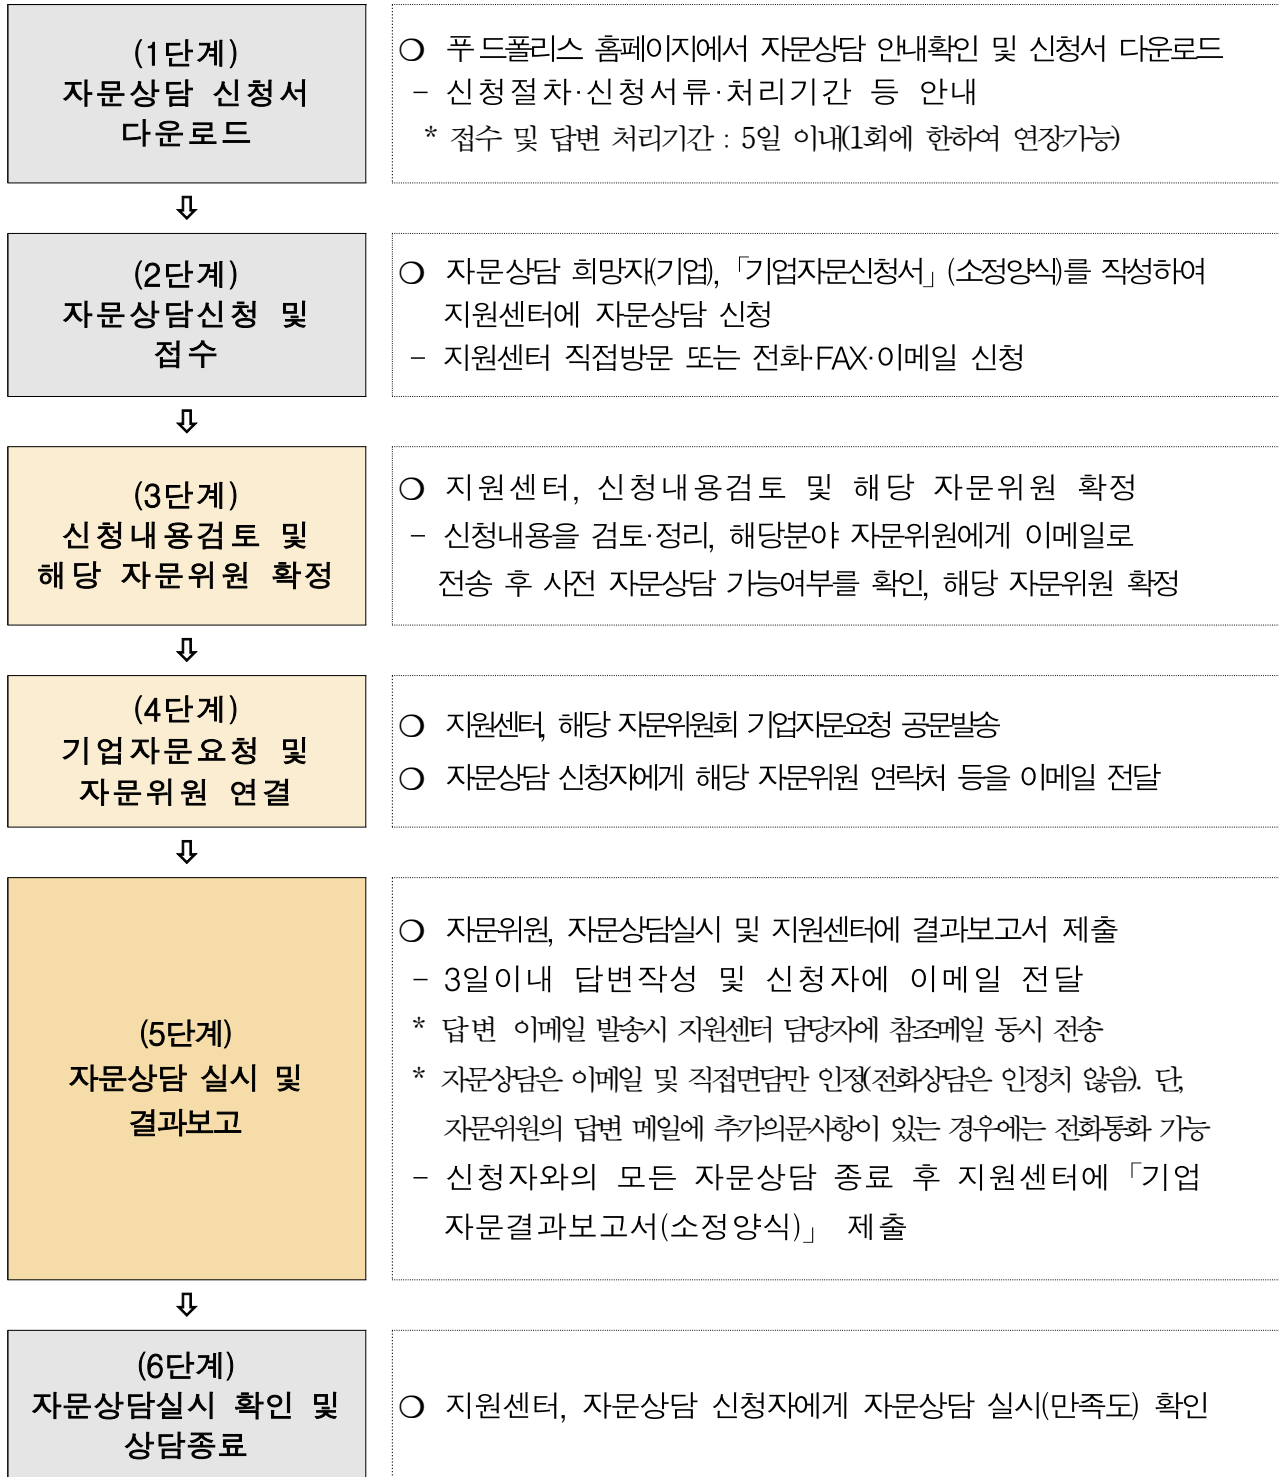 (1단계)
자문상담 신청서
다운로드
❍ 푸드폴리스 홈페이지에서 자문상담 안내확인 및 신청서 다운로드
- 신청절차·신청서류·처리기간 등 안내
* 접수 및 답변 처리기간 : 5일 이내(1회에 한하여 연장가능)
⇩
(2단계)
자문상담신청 및
접수
❍ 자문상담 희망자(기업), 「기업자문신청서」(소정양식)를 작성하여
지원센터에 자문상담 신청
- 지원센터 직접방문 또는 전화·FAX·이메일 신청
⇩
(3단계)
신청내용검토 및
해당 자문위원 확정
❍ 지원센터, 신청내용검토 및 해당 자문위원 확정
- 신청내용을 검토·정리, 해당분야 자문위원에게 이메일로
전송 후 사전 자문상담 가능여부를 확인, 해당 자문위원 확정
⇩
(4단계)
기업자문요청 및
자문위원 연결
❍ 지원센터, 해당 자문위원회 기업자문요청 공문발송
❍ 자문상담 신청자에게 해당 자문위원 연락처 등을 이메일 전달
⇩
(5단계)
자문상담 실시 및
결과보고
❍ 자문위원, 자문상담실시 및 지원센터에 결과보고서 제출
- 3일이내 답변작성 및 신청자에 이메일 전달
* 답변 이메일 발송시 지원센터 담당자에 참조메일 동시 전송
* 자문상담은 이메일 및 직접면담만 인정(전화상담은 인정치 않음). 단,
자문위원의 답변 메일에 추가의문사항이 있는 경우에는 전화통화 가능
- 신청자와의 모든 자문상담 종료 후 지원센터에 「기업
자문결과보고서(소정양식)」 제출
⇩
(6단계)
자문상담실시 확인 및
상담종료
❍ 지원센터, 자문상담 신청자에게 자문상담 실시(만족도) 확인